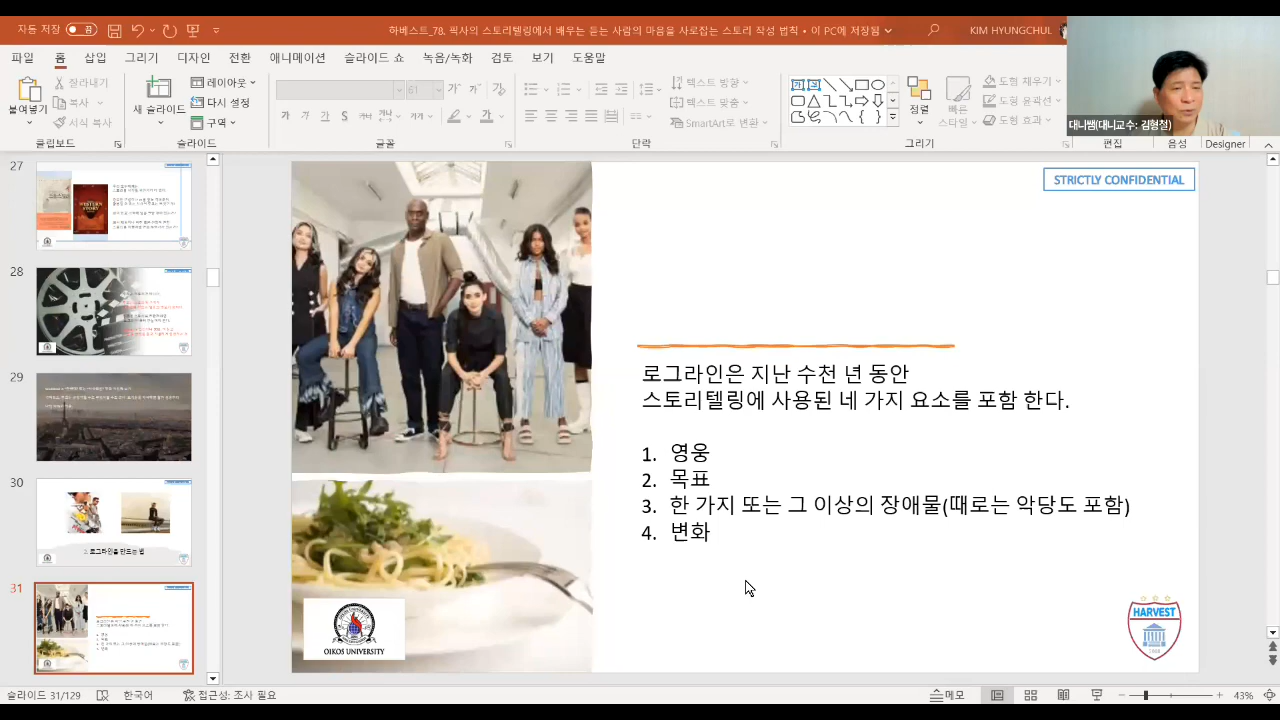 자동 저장
하베스트_78. 픽사의 스토리텔링에서 배우는 듣는 사람의 마음을 사로잡는 스토리 작성 법칙 • 이 PC에 저장됨
KIM HYUNGCHUL
파일 홈 삽입 그리기 디자인 전환 애니메이션 슬라이드 쇼 녹음/녹화 검토 보기 도움말
붙여넣기
잘라내기
복사
서식 복사
새 슬라이드
레이아웃
다시 설정
구역
61
텍스트 방향
텍스트 맞춤
SmartArt로 변환
정렬
빠른 스타일
도형 채우기
도형 효과
클립보드 슬라이드 글꼴 단락 그리기 편집 음성 Designer
대니쌤(대니교수: 김형철)
27
28
29
30
2. 로그라인을 만드는 법
31
STRICTLY CONFIDENTIAL
로그라인은 지난 수천 년 동안
스토리텔링에 사용된 네 가지 요소를 포함 한다.
1. 영웅
2. 목표
3. 한 가지 또는 그 이상의 장애물(때로는 악당도 포함)
4. 변화
OIKOS UNIVERSITY
HARVEST
슬라이드 31/129 한국어 접근성: 조사 필요 메모 43%